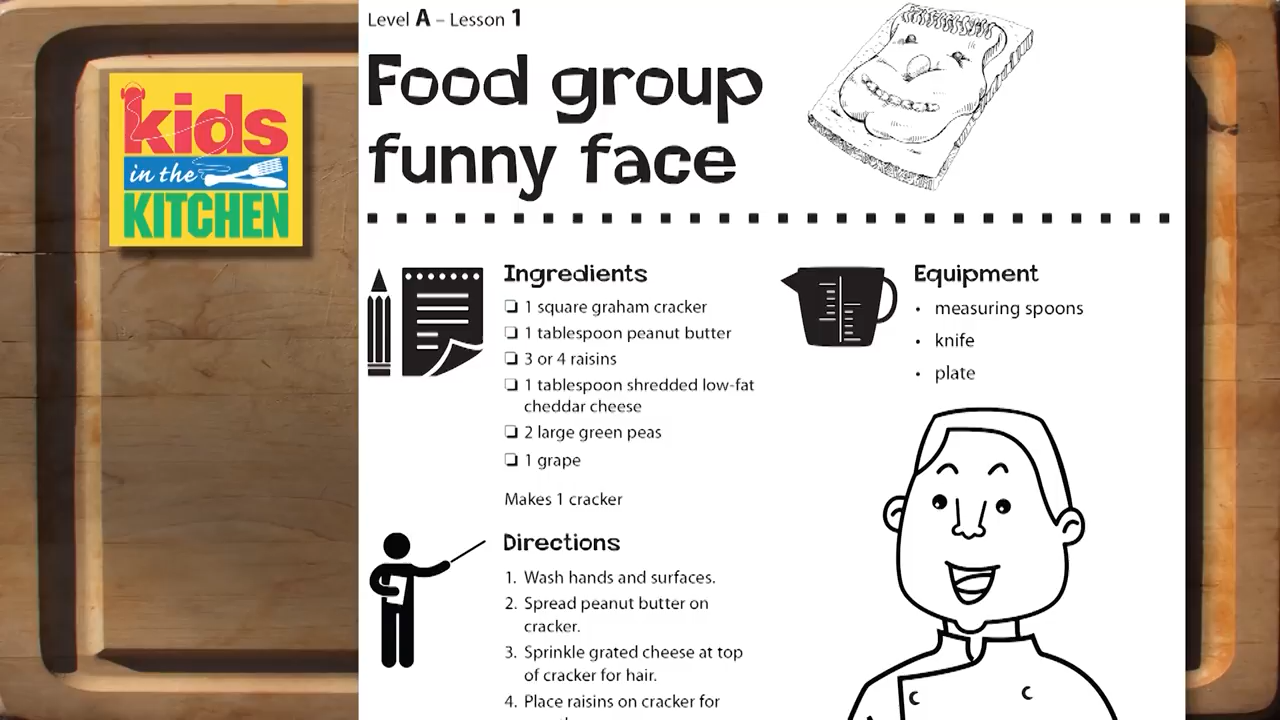 kids
in the
KITCHEN
Level A – Lesson 1
Food group
funny face
Ingredients
❏ 1 square graham cracker
❏ 1 tablespoon peanut butter
❏ 3 or 4 raisins
❏ 1 tablespoon shredded low-fat
cheddar cheese
❏ 2 large green peas
❏ 1 grape
Makes 1 cracker
Equipment
• measuring spoons
• knife
• plate
Directions
1. Wash hands and surfaces.
2. Spread peanut butter on
cracker.
3. Sprinkle grated cheese at top
of cracker for hair.
4. Place raisins on cracker for